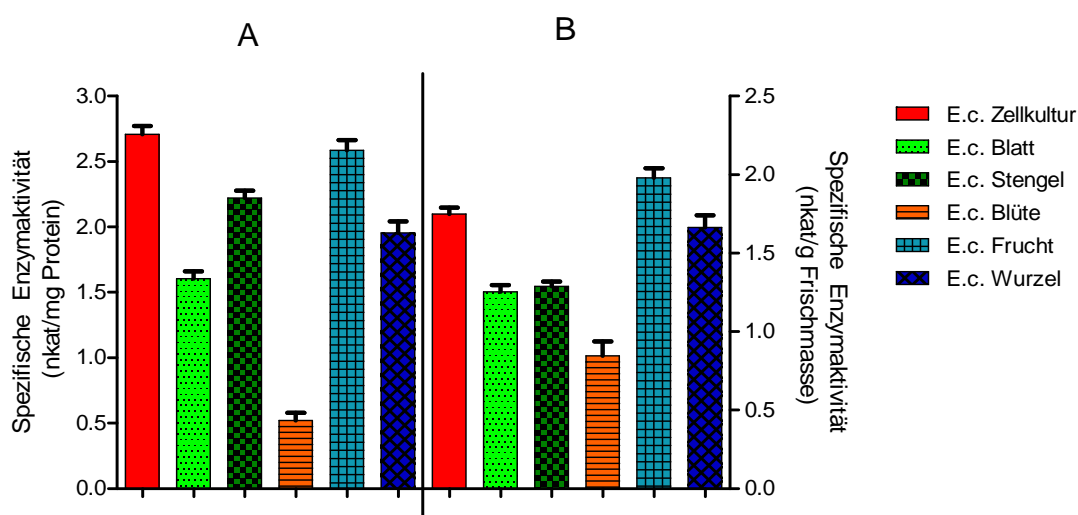 A
B
Spezifische Enzymaktivität
(nkat/mg Protein)
3.0
2.5
2.0
1.5
1.0
0.5
0.0
2.5
2.0
1.5
1.0
0.5
0.0
Spezifische Enzymaktivität
(nkat/g Frischmasse)
E.c. Zellkultur
E.c. Blatt
E.c. Stengel
E.c. Blüte
E.c. Frucht
E.c. Wurzel